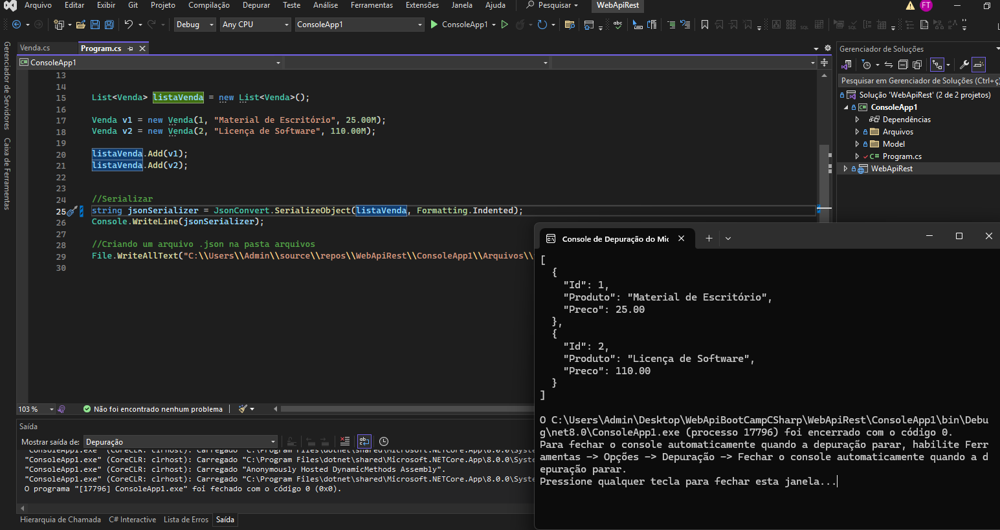 Arquivo Editar Exibir Git Projeto Compilação Depurar Teste Análise Ferramentas Extensões Janela Ajuda Pesquisar WebApiRest FT
Debug Any CPU ConsoleApp1 ConsoleApp1
Gerenciador de Servidores
Caixa de Ferramentas
Venda.cs Program.cs
C# ConsoleApp1
13
14
15 List<Venda> listaVenda = new List<Venda>();
16
17 Venda v1 = new Venda(1, "Material de Escritório", 25.00M);
18 Venda v2 = new Venda(2, "Licença de Software", 110.00M);
19
20 listaVenda.Add(v1);
21 listaVenda.Add(v2);
22
23
24 //Serializar
25 string jsonSerializer = JsonConvert.SerializeObject(listaVenda, Formatting.Indented);
26 Console.WriteLine(jsonSerializer);
27
28 //Criando um arquivo .json na pasta arquivos
29 File.WriteAllText("C:\\Users\\Admin\\source\\repos\\WebApiRest\\ConsoleApp1\\Arquivos\\
30
103 % Não foi encontrado nenhum problema
Saída
Mostrar saída de: Depuração
"ConsoleApp1.exe" (CoreCLR: clrhost): Carregado "C:\Program Files\dotnet\shared\Microsoft.NETCore.App\8.0.0\Syste
"ConsoleApp1.exe" (CoreCLR: clrhost): Carregado "C:\Program Files\dotnet\shared\Microsoft.NETCore.App\8.0.0\Syste
"ConsoleApp1.exe" (CoreCLR: clrhost): Carregado "Anonymously Hosted DynamicMethods Assembly".
"ConsoleApp1.exe" (CoreCLR: clrhost): Carregado "C:\Program Files\dotnet\shared\Microsoft.NETCore.App\8.0.0\Syste
O programa "[17796] ConsoleApp1.exe" foi fechado com o código 0 (0x0).
Hierarquia de Chamada C# Interactive Lista de Erros Saída
Gerenciador de Soluções
Pesquisar em Gerenciador de Soluções (Ctrl+ç)
Solução 'WebApiRest' (2 de 2 projetos)
C# ConsoleApp1
Dependências
Arquivos
Model
C# Program.cs
WebApiRest
Console de Depuração do Mic
[
{
"Id": 1,
"Produto": "Material de Escritório",
"Preco": 25.00
},
{
"Id": 2,
"Produto": "Licença de Software",
"Preco": 110.00
}
]
O C:\Users\Admin\Desktop\WebApiBootCampCSharp\WebApiRest\ConsoleApp1\bin\Debu
g\net8.0\ConsoleApp1.exe (processo 17796) foi encerrado com o código 0.
Para fechar o console automaticamente quando a depuração parar, habilite Ferr
amentas -> Opções -> Depuração -> Fechar o console automaticamente quando a d
epuração parar.
Pressione qualquer tecla para fechar esta janela...